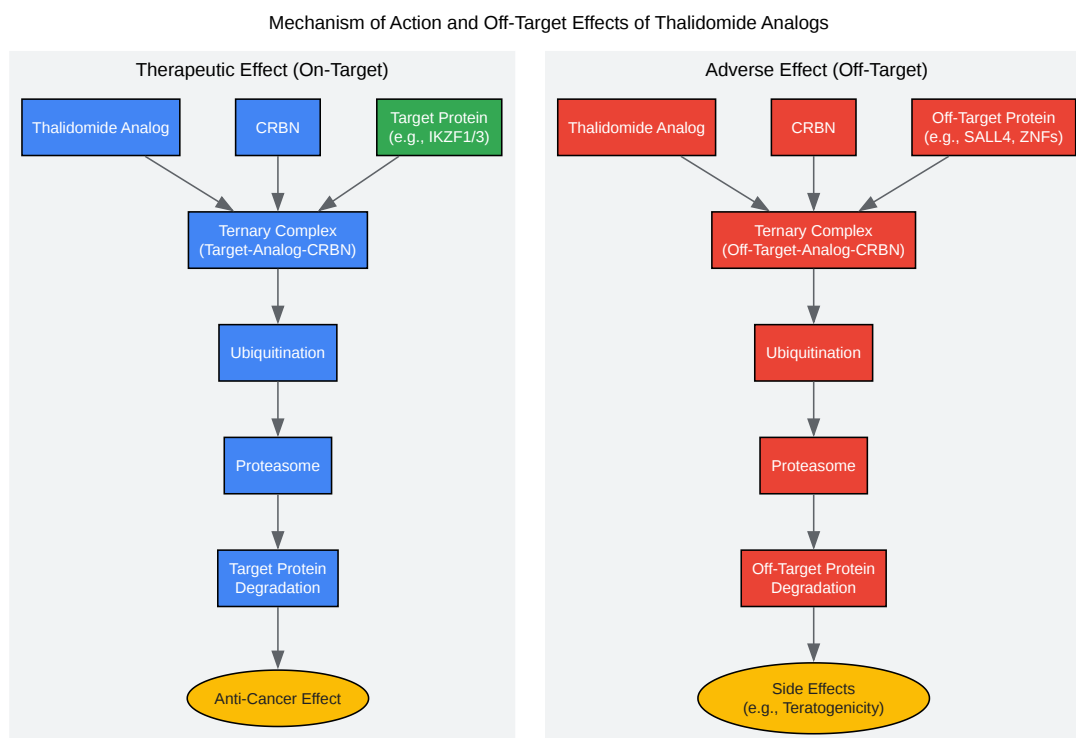 Mechanism of Action and Off-Target Effects of Thalidomide Analogs
Therapeutic Effect (On-Target)
Thalidomide Analog
CRBN
Target Protein
(e.g., IKZF1/3)
Ternary Complex
(Target-Analog-CRBN)
Ubiquitination
Proteasome
Target Protein
Degradation
Anti-Cancer Effect
Adverse Effect (Off-Target)
Thalidomide Analog
CRBN
Off-Target Protein
(e.g., SALL4, ZNFs)
Ternary Complex
(Off-Target-Analog-CRBN)
Ubiquitination
Proteasome
Off-Target Protein
Degradation
Side Effects
(e.g., Teratogenicity)